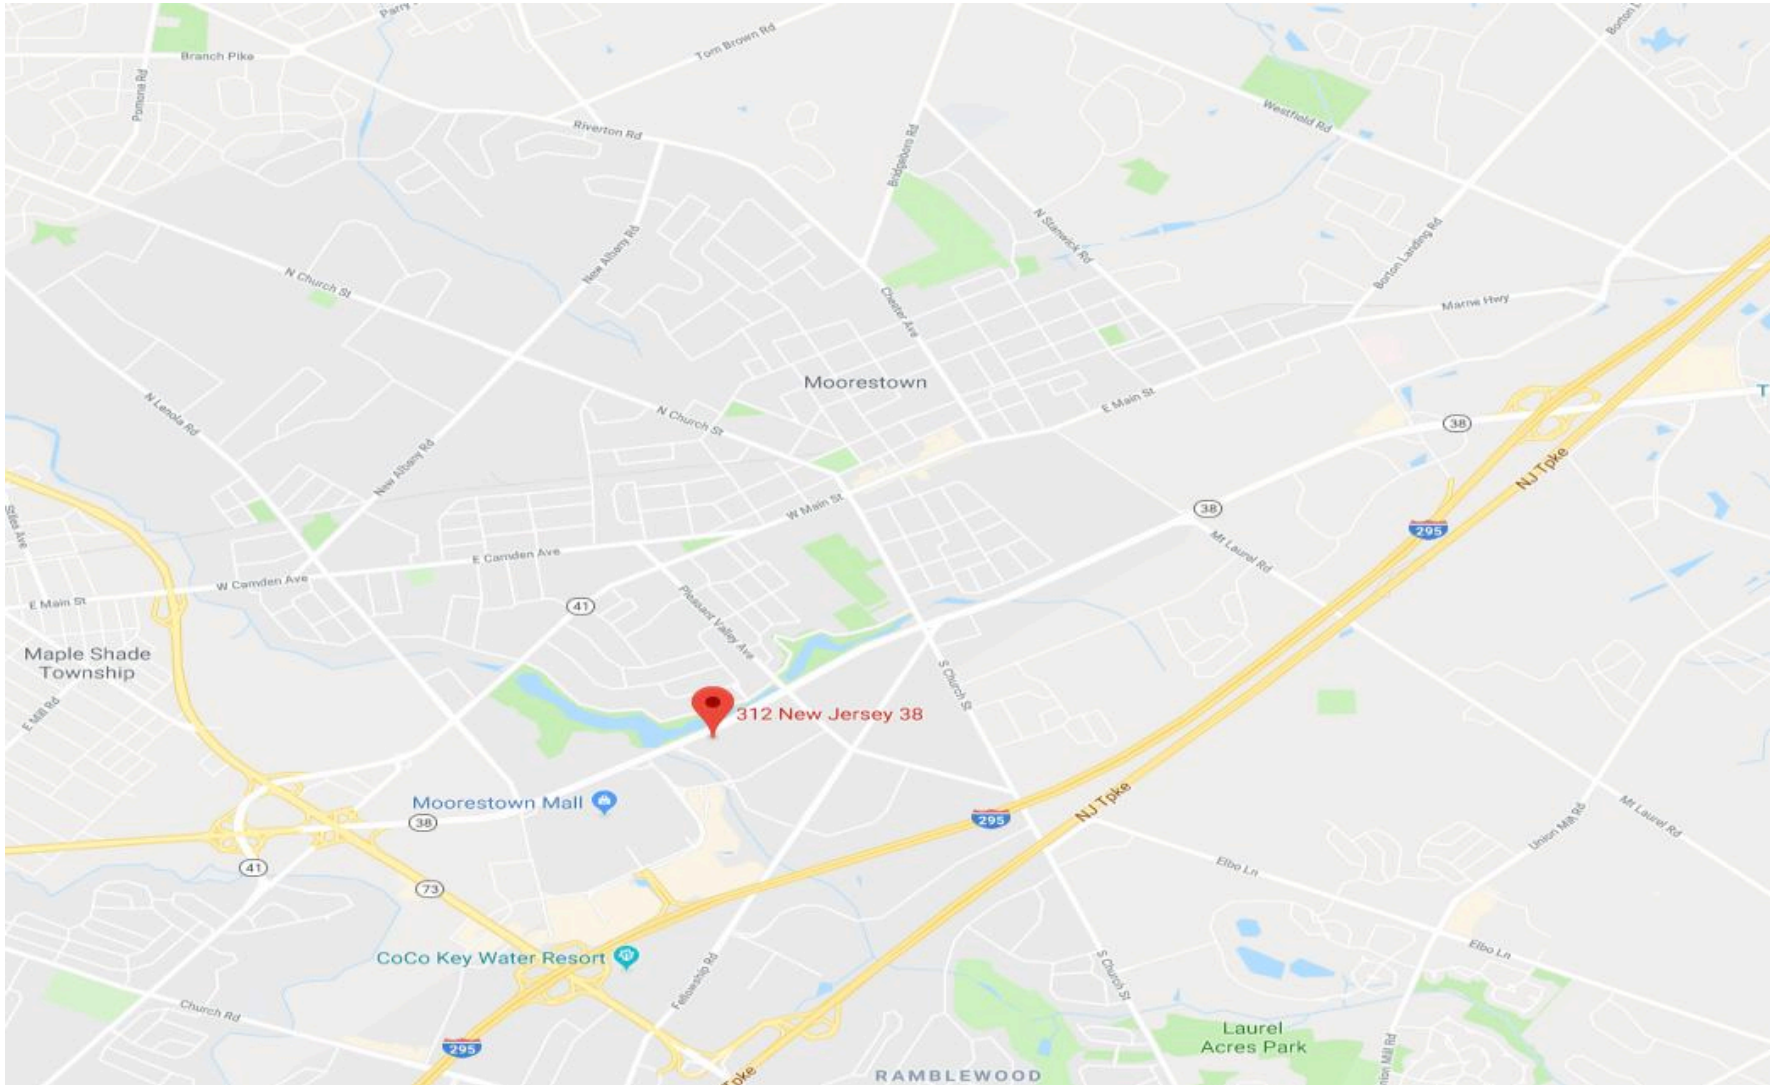 Branch Pike
Tom Brown Rd
Pomona Rd
Riverton Rd
Westfield Rd
Bridgeboro Rd
New Albany Rd
N Stanwick Rd
Borton Landing Rd
N Church St
Chester Ave
Marne Hwy
Moorestown
N Lenola Rd
N Church St
E Main St
38
New Albany Rd
NJ Tpke
W Main St
38
295
Stiles Ave
E Camden Ave
Mt Laurel Rd
W Camden Ave
E Main St
41
Pleasant Valley Ave
Maple Shade
Township
S Church St
E Mill Rd
312 New Jersey 38
Moorestown Mall
NJ Tpke
38
295
Mt Laurel Rd
Union Mill Rd
41
73
Elbo Ln
CoCo Key Water Resort
Elbo Ln
Fellowship Rd
S Church St
Church Rd
Laurel
Acres Park
295
RAMBLEWOOD